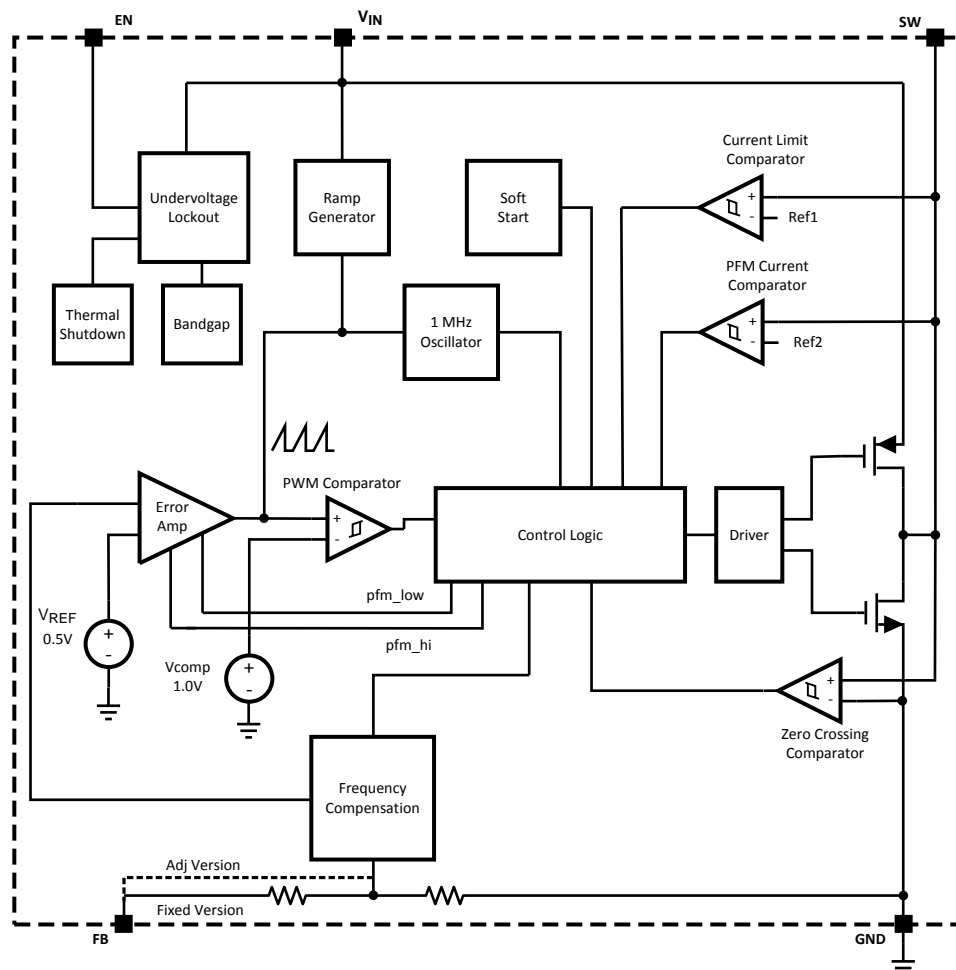 EN
VIN
SW
Undervoltage
Lockout
Ramp
Generator
Soft
Start
Current Limit
Comparator
+
-
Ref1
Thermal
Shutdown
Bandgap
1 MHz
Oscillator
PFM Current
Comparator
+
-
Ref2
Error
Amp
PWM Comparator
+
-
Control Logic
Driver
pfm_low
pfm_hi
VREF
0.5V
+
-
Vcomp
1.0V
+
-
+
-
Zero Crossing
Comparator
Frequency
Compensation
Adj Version
Fixed Version
FB
GND